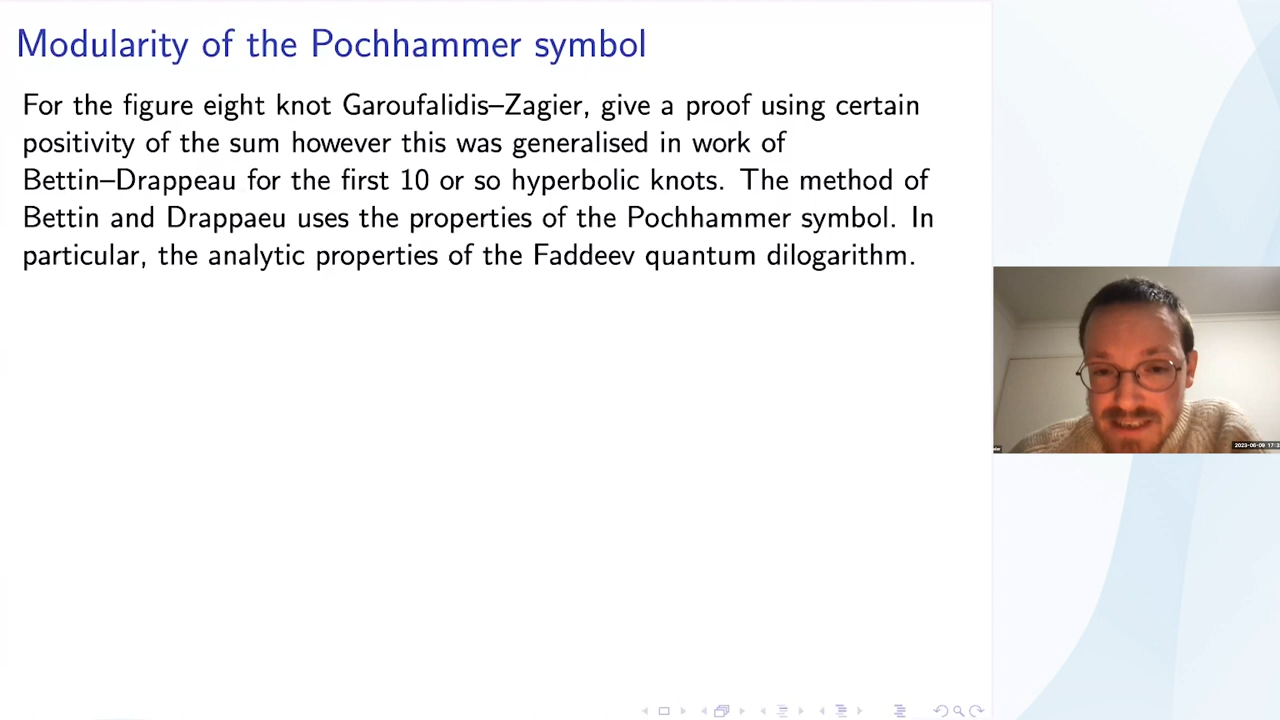 Modularity of the Pochhammer symbol
For the figure eight knot Garoufalidis–Zagier, give a proof using certain
positivity of the sum however this was generalised in work of
Bettin–Drappeau for the first 10 or so hyperbolic knots. The method of
Bettin and Drappaeu uses the properties of the Pochhammer symbol. In
particular, the analytic properties of the Faddeev quantum dilogarithm.